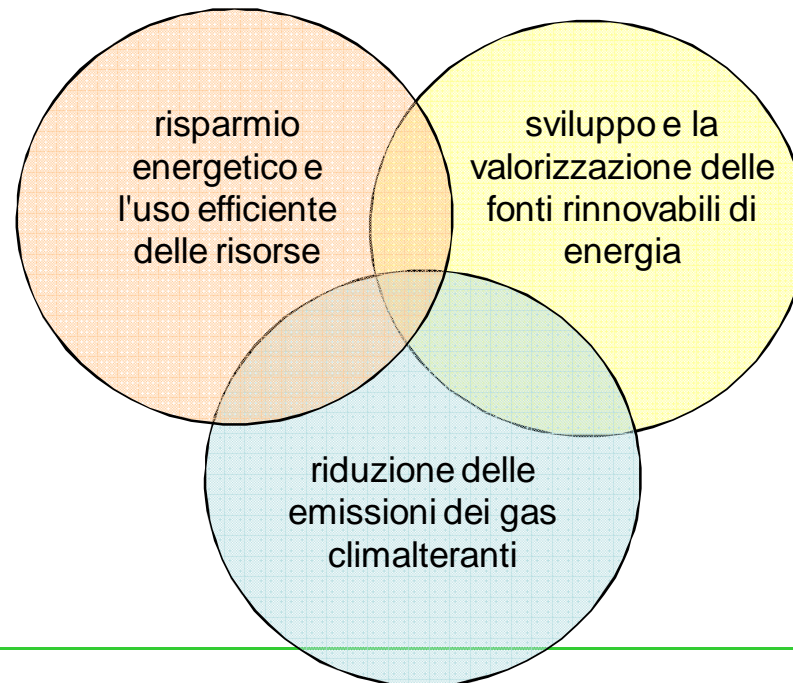 risparmio
energetico e
l'uso efficiente
delle risorse
sviluppo e la
valorizzazione delle
fonti rinnovabili di
energia
riduzione delle
emissioni dei gas
climalteranti